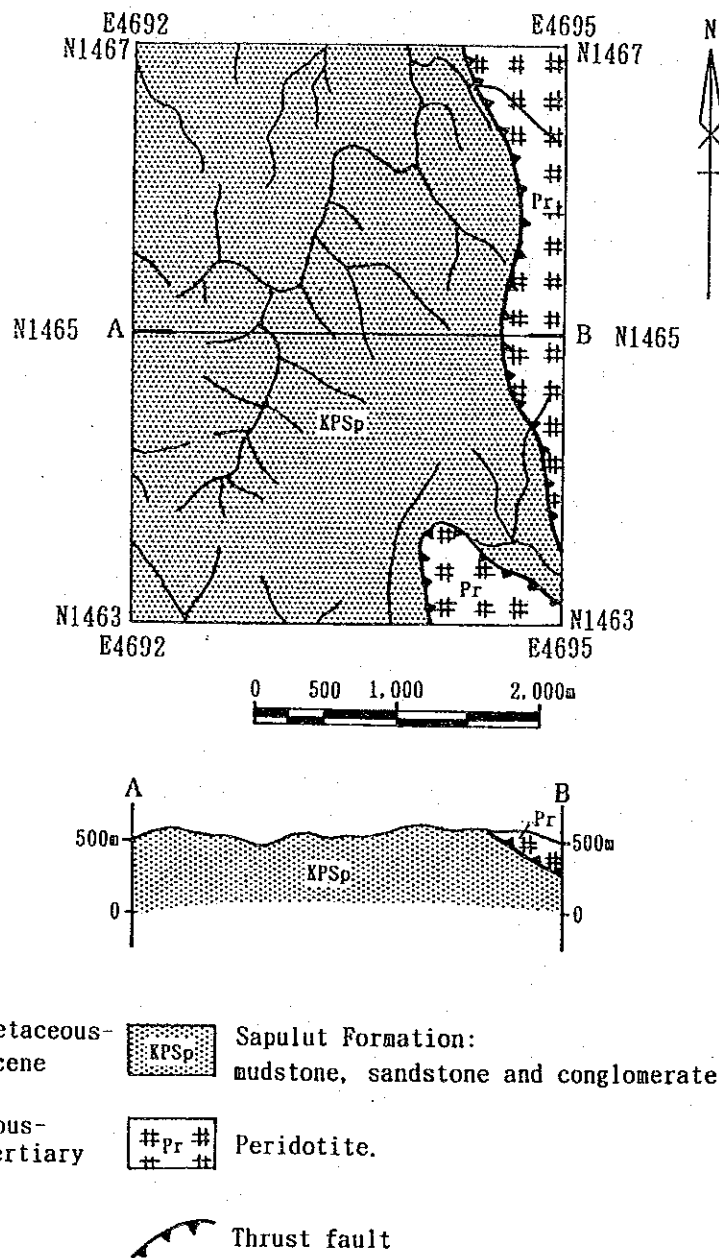 E4692 E4695
N
N1467 N1467
Pr
N1465 A B N1465
KPSp
Pr
N1463 N1463
E4692 E4695
0 500 1,000 2,000m
A B
Pr
500m 500m
KPSp
0 0
etaceous- KPSp Sapulut Formation:
cene mudstone, sandstone and conglomerate
ous- Pr Peridotite.
ertiary
Thrust fault